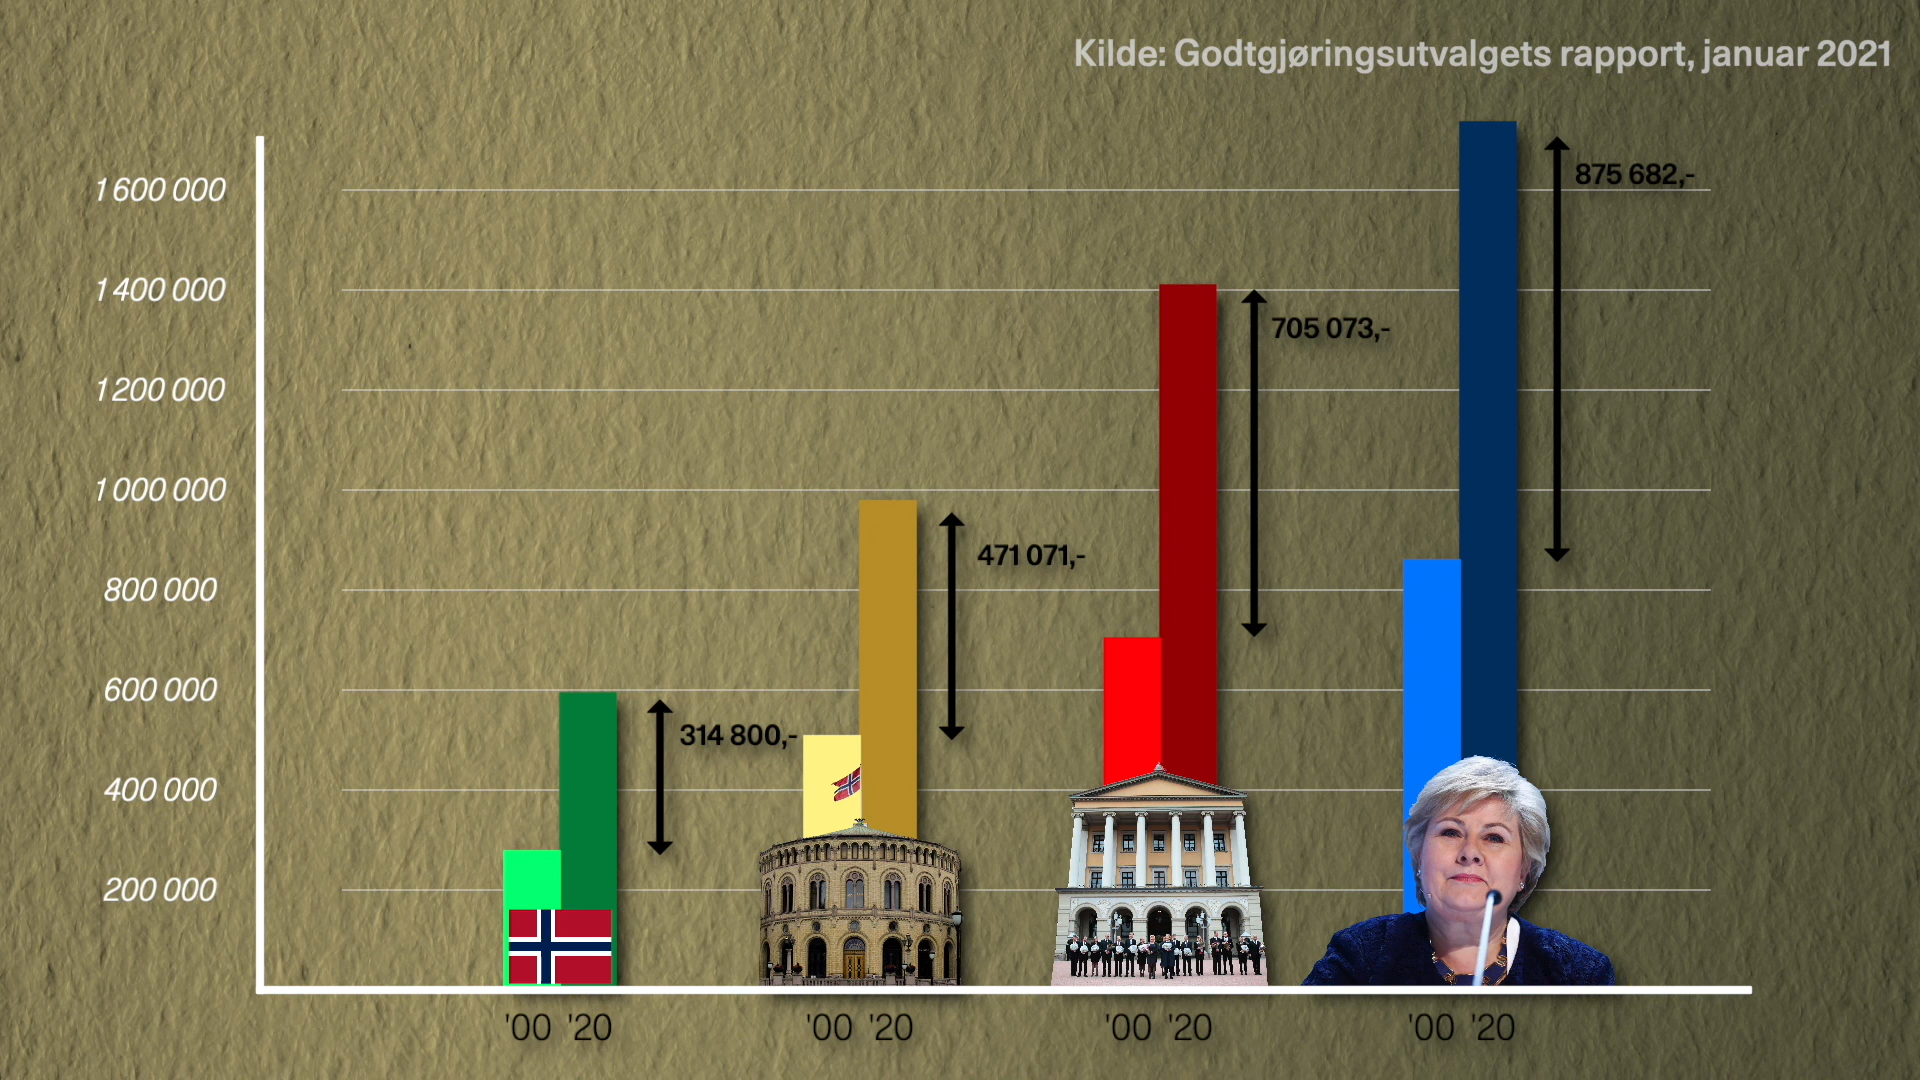 Kilde: Godtgjøringsutvalgets rapport, januar 2021
1 600 000
875 682,-
1 400 000
705 073,-
1 200 000
1 000 000
471 071,-
800 000
600 000
314 800,-
400 000
200 000
'00 '20 '00 '20 '00 '20 '00 '20